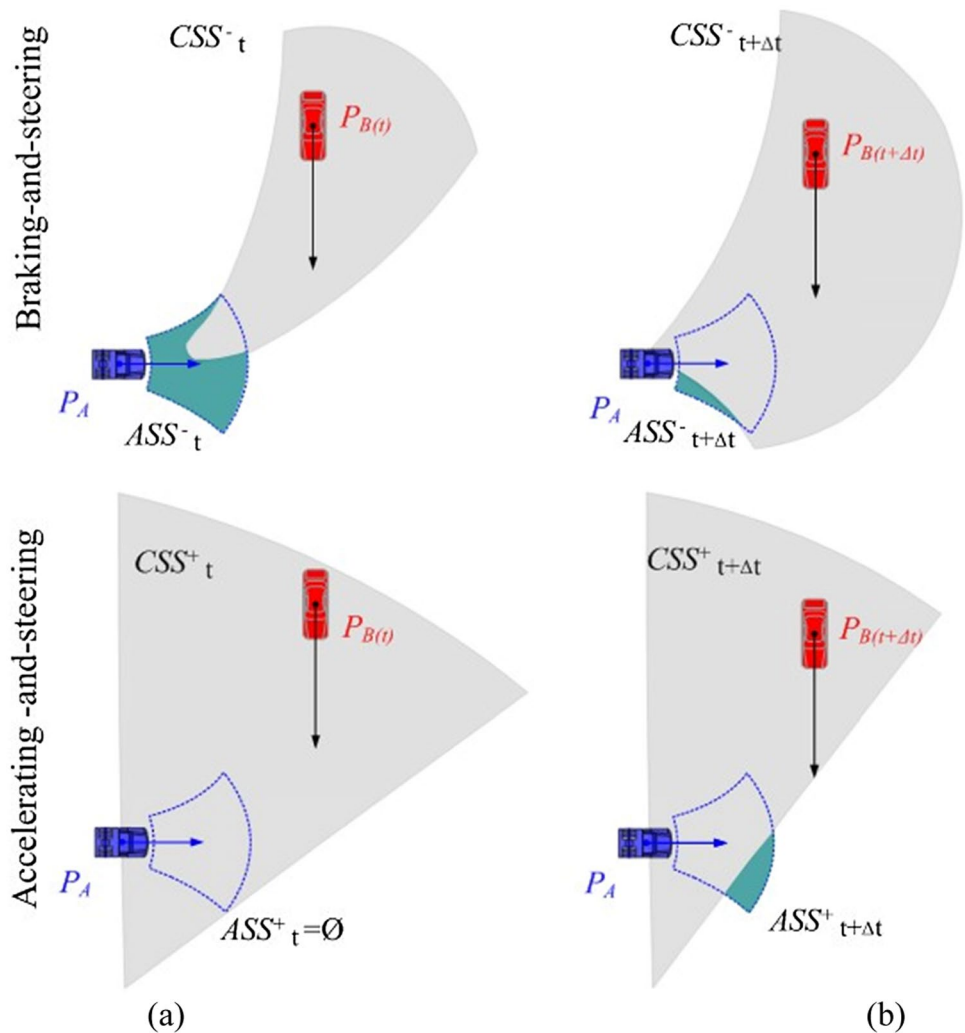 Braking-and-steering
CSS⁻ t
P_B(t)
P_A
ASS⁻ t
CSS⁻ t+Δt
P_B(t+Δt)
P_A
ASS⁻ t+Δt
Accelerating -and-steering
CSS⁺ t
P_B(t)
P_A
ASS⁺ t =Ø
CSS⁺ t+Δt
P_B(t+Δt)
P_A
ASS⁺ t+Δt
(a)
(b)